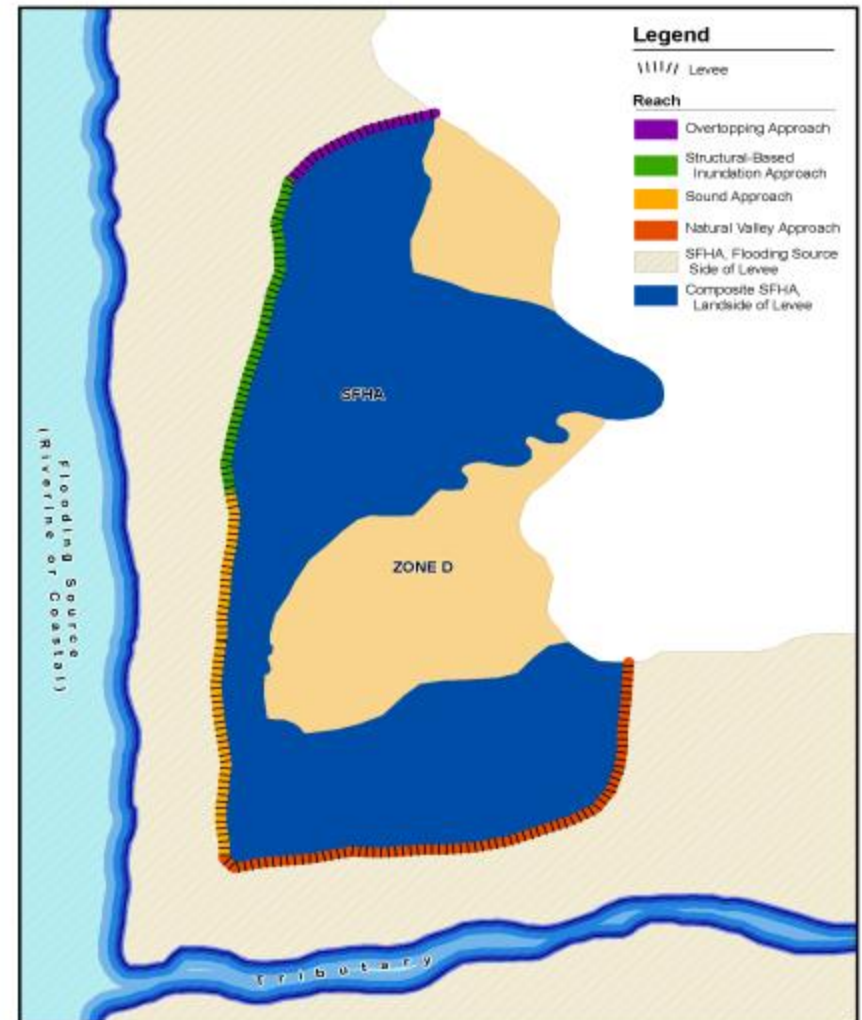 Legend
Levee
Reach
Overtopping Approach
Structural-Based
Inundation Approach
Sound Approach
Natural Valley Approach
SFHA, Flooding Source
Side of Levee
Composite SFHA,
Landside of Levee
SFHA
ZONE D
Flooding Source
(Riverine or Coastal)
Tributary